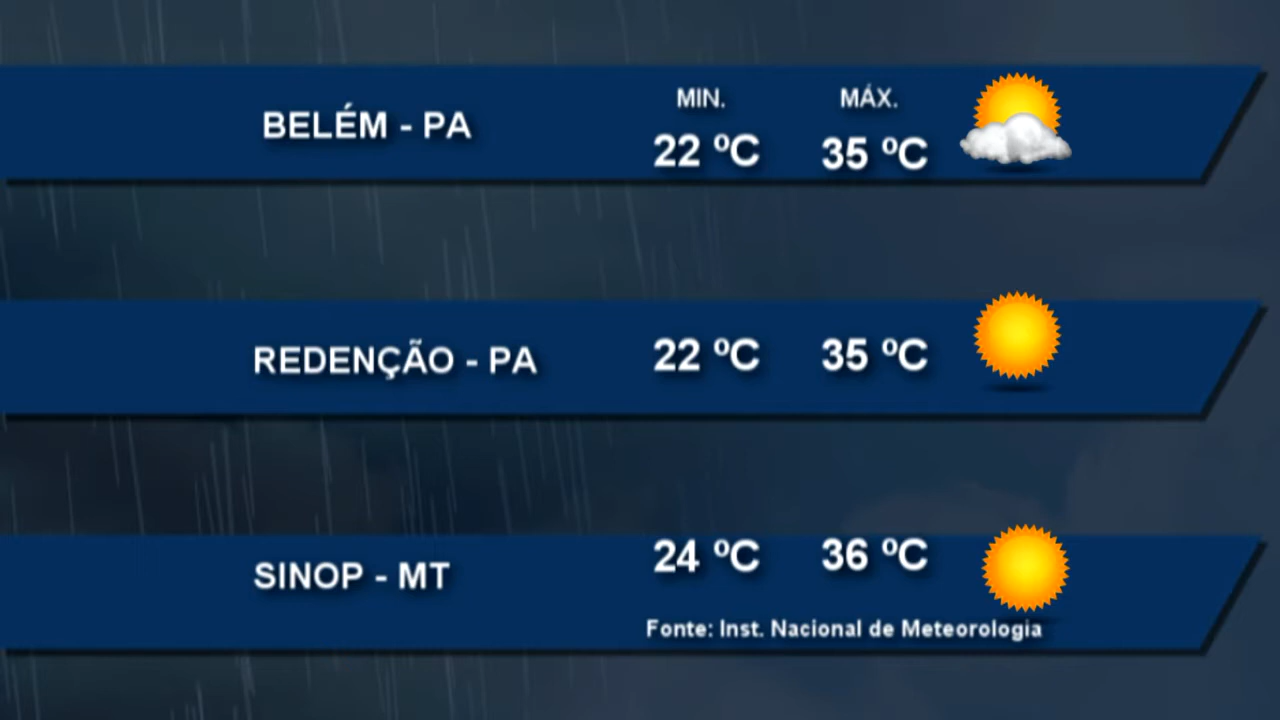 MIN. MÁX.
BELÉM - PA 22 ºC 35 ºC
REDENÇÃO - PA 22 ºC 35 ºC
SINOP - MT 24 ºC 36 ºC
Fonte: Inst. Nacional de Meteorologia